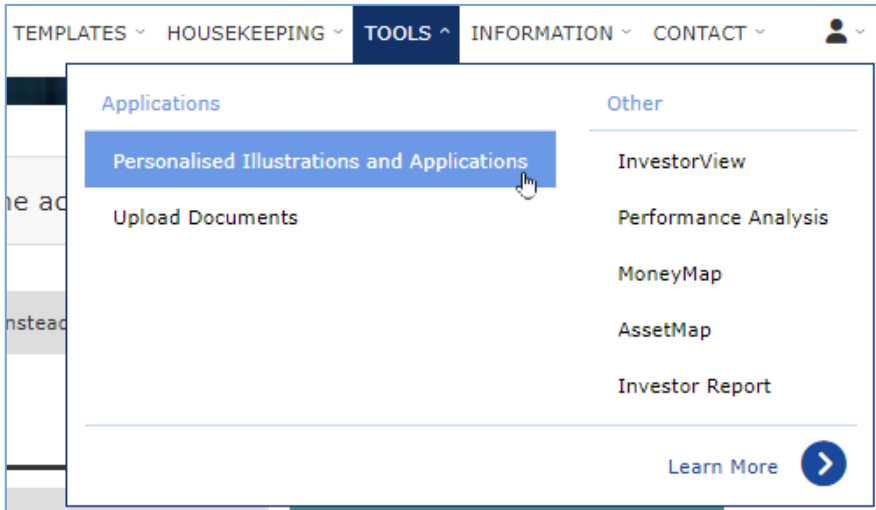 TEMPLATES HOUSEKEEPING TOOLS INFORMATION CONTACT
Applications
Other
Personalised Illustrations and Applications
InvestorView
Upload Documents
Performance Analysis
MoneyMap
AssetMap
Investor Report
Learn More